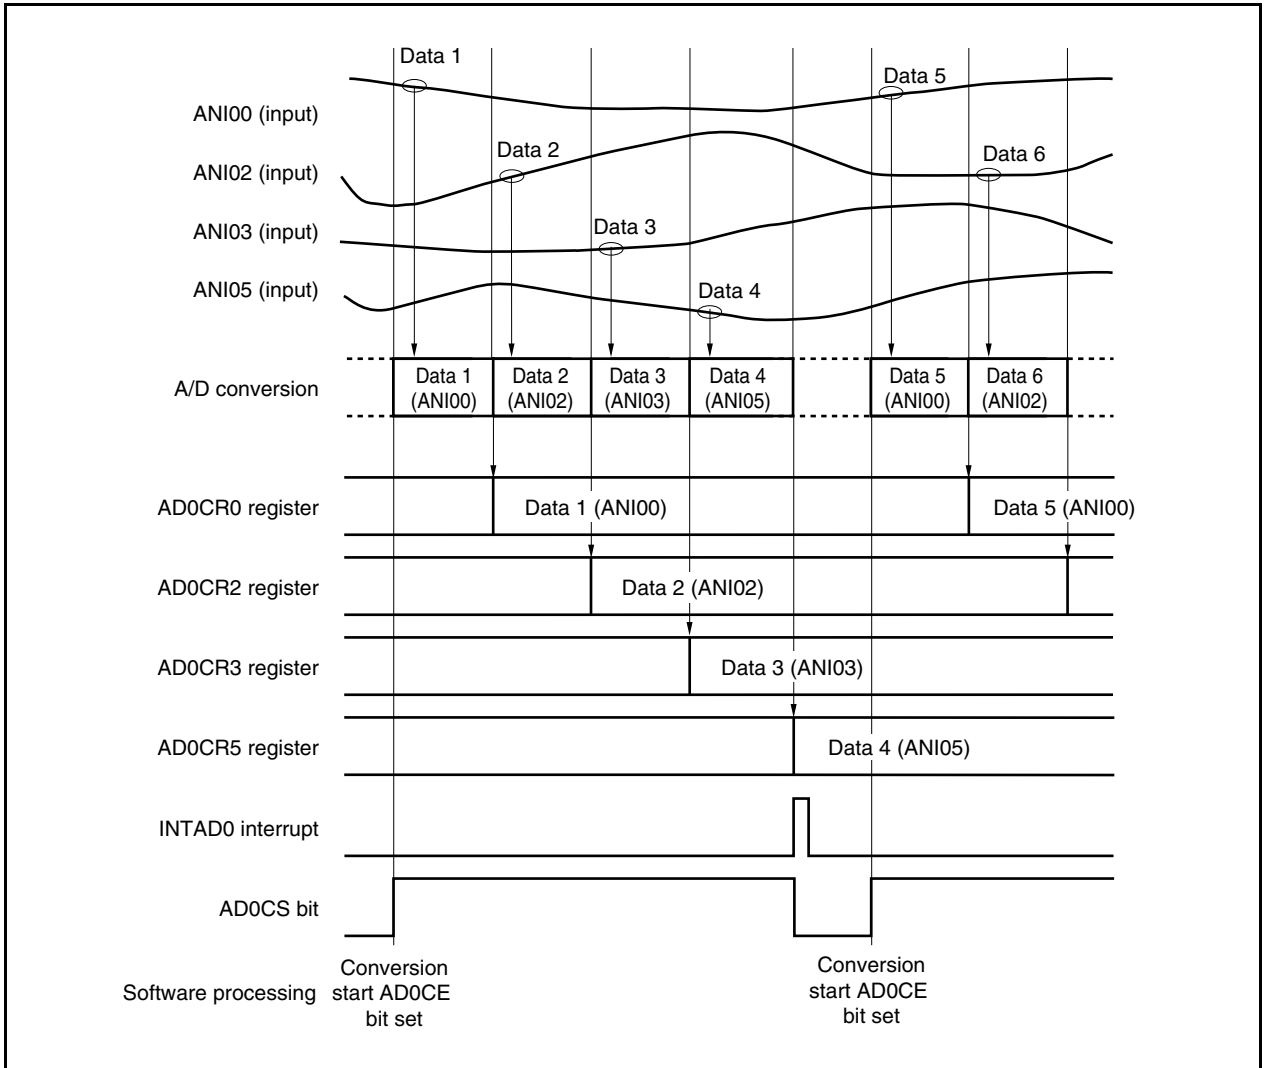 Data 1
Data 5
ANI00 (input)
Data 2
Data 6
ANI02 (input)
Data 3
ANI03 (input)
Data 4
ANI05 (input)
A/D conversion
Data 1
(ANI00)
Data 2
(ANI02)
Data 3
(ANI03)
Data 4
(ANI05)
Data 5
(ANI00)
Data 6
(ANI02)
AD0CR0 register
Data 1 (ANI00)
Data 5 (ANI00)
AD0CR2 register
Data 2 (ANI02)
AD0CR3 register
Data 3 (ANI03)
AD0CR5 register
Data 4 (ANI05)
INTAD0 interrupt
AD0CS bit
Software processing
Conversion
start AD0CE
bit set
Conversion
start AD0CE
bit set